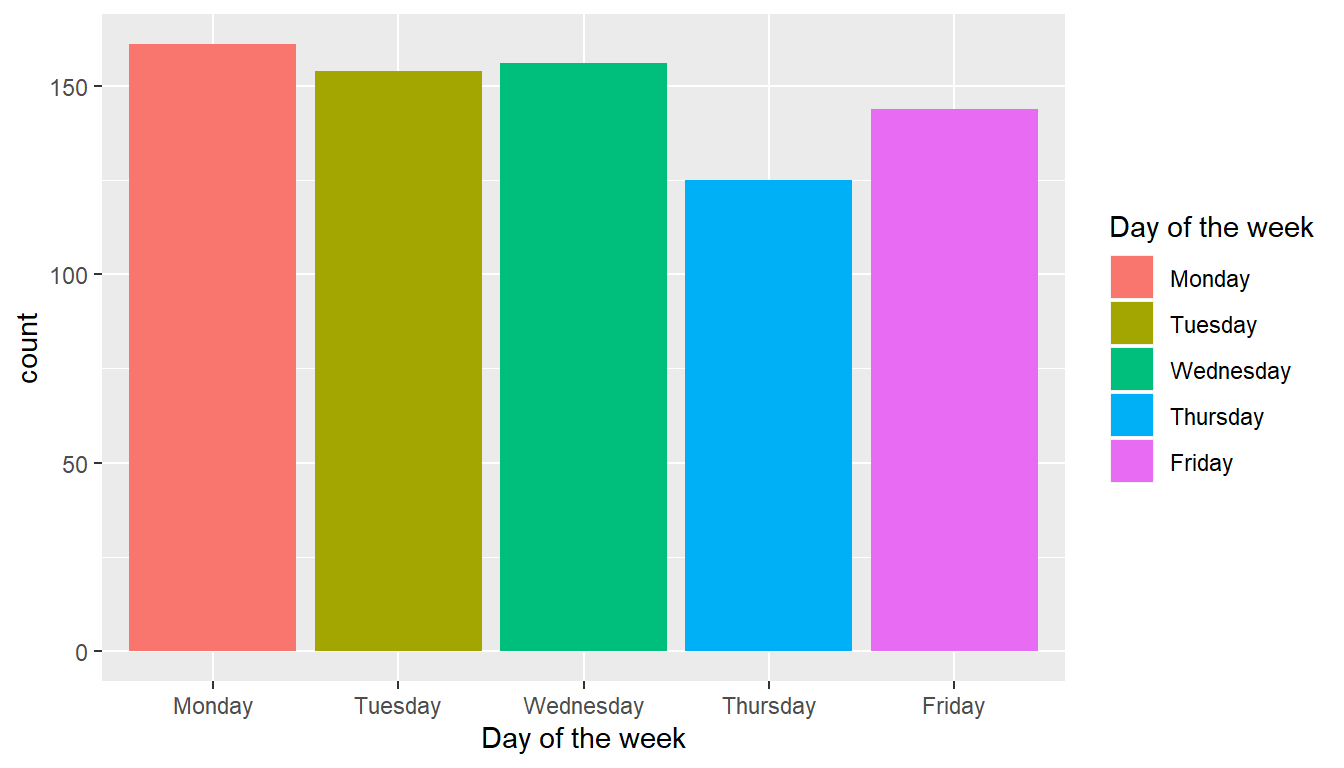 150
100
50
0
count
Monday Tuesday Wednesday Thursday Friday
Day of the week
Day of the week
Monday
Tuesday
Wednesday
Thursday
Friday